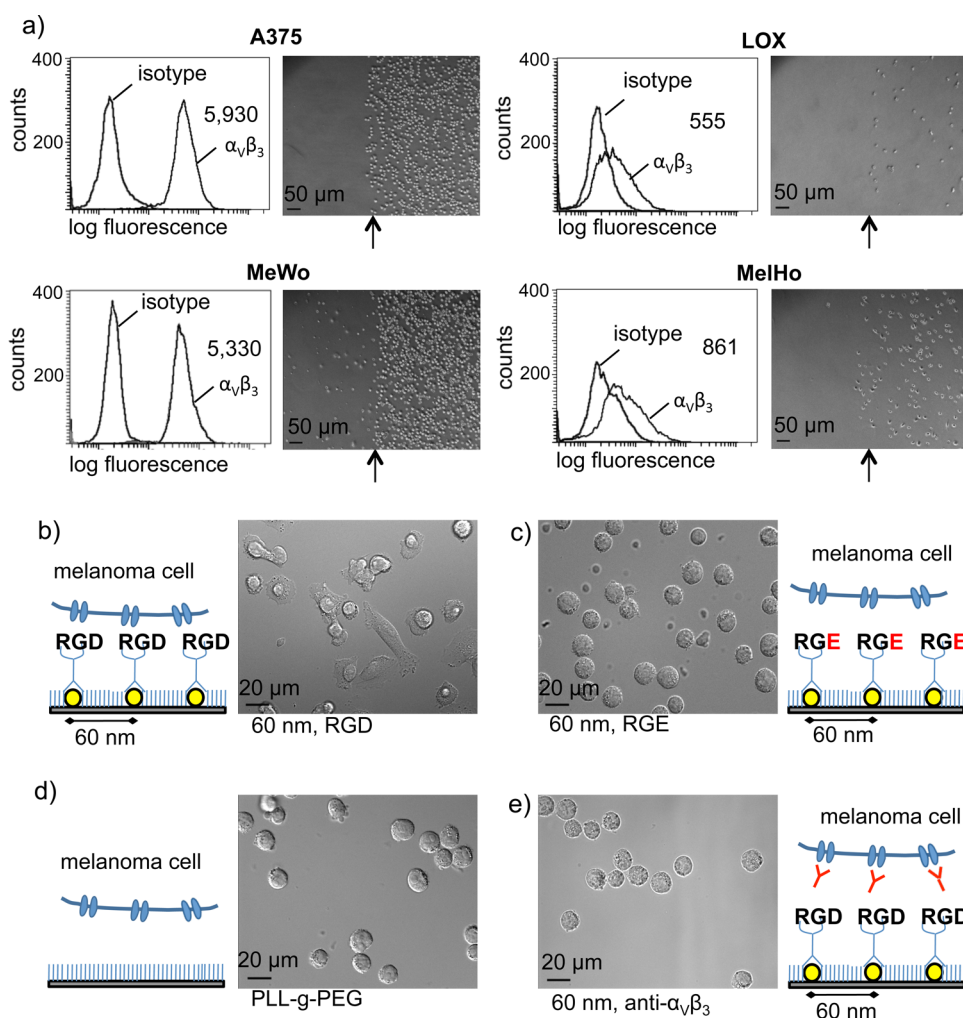 a)
A375
400
200
counts
isotype
5,930
αVβ3
log fluorescence
50 µm
LOX
400
200
counts
isotype
555
αVβ3
log fluorescence
50 µm
MeWo
400
200
counts
isotype
5,330
αVβ3
log fluorescence
50 µm
MelHo
400
200
counts
isotype
861
αVβ3
log fluorescence
50 µm
b)
melanoma cell
RGD RGD RGD
60 nm
20 µm
60 nm, RGD
c)
20 µm
60 nm, RGE
melanoma cell
RGE RGE RGE
60 nm
d)
melanoma cell
20 µm
PLL-g-PEG
e)
20 µm
60 nm, anti-αVβ3
melanoma cell
RGD RGD RGD
60 nm